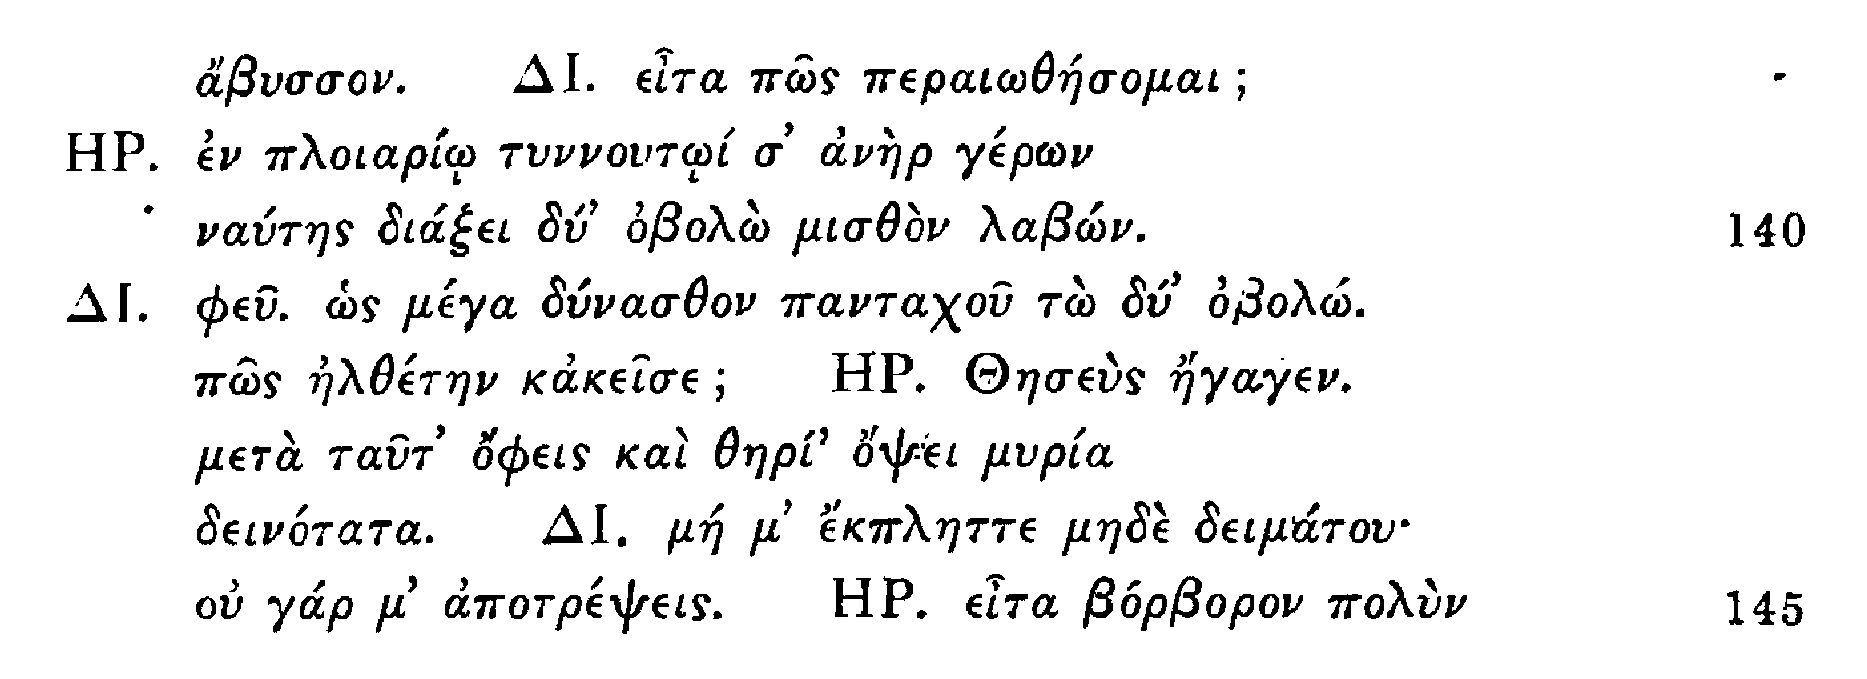 ἄβυσσον. ΔΙ. εἶτα πῶς περαιωθήσομαι;
ΗΡ. ἐν πλοιαρίῳ τυννουτῳί σ’ ἀνὴρ γέρων
ναύτης διάξει δύ’ ὀβολὼ μισθὸν λαβών. 140
ΔΙ. φεῦ. ὡς μέγα δύνασθον πανταχοῦ τὼ δύ’ ὀβολώ.
πῶς ἠλθέτην κἀκεῖσε; ΗΡ. Θησεὺς ἤγαγεν.
μετὰ ταῦτ’ ὄφεις καὶ θηρί’ ὄψει μυρία
δεινότατα. ΔΙ. μή μ’ ἔκπληττε μηδὲ δειμάτου·
οὐ γάρ μ’ ἀποτρέψεις. ΗΡ. εἶτα βόρβορον πολὺν 145